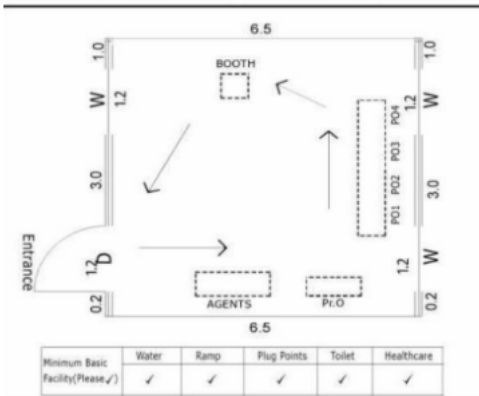 6.5
1.0
BOOTH
1.0
W
1.2
1.2
W
PO4
PO3
3.0
PO2
3.0
PO1
Entrance
1.2
D
1.2
W
0.2
AGENTS
Pr.O
0.2
6.5
Minimum Basic
Facility(Please✓)
Water Ramp Plug Points Toilet Healthcare
✓ ✓ ✓ ✓ ✓